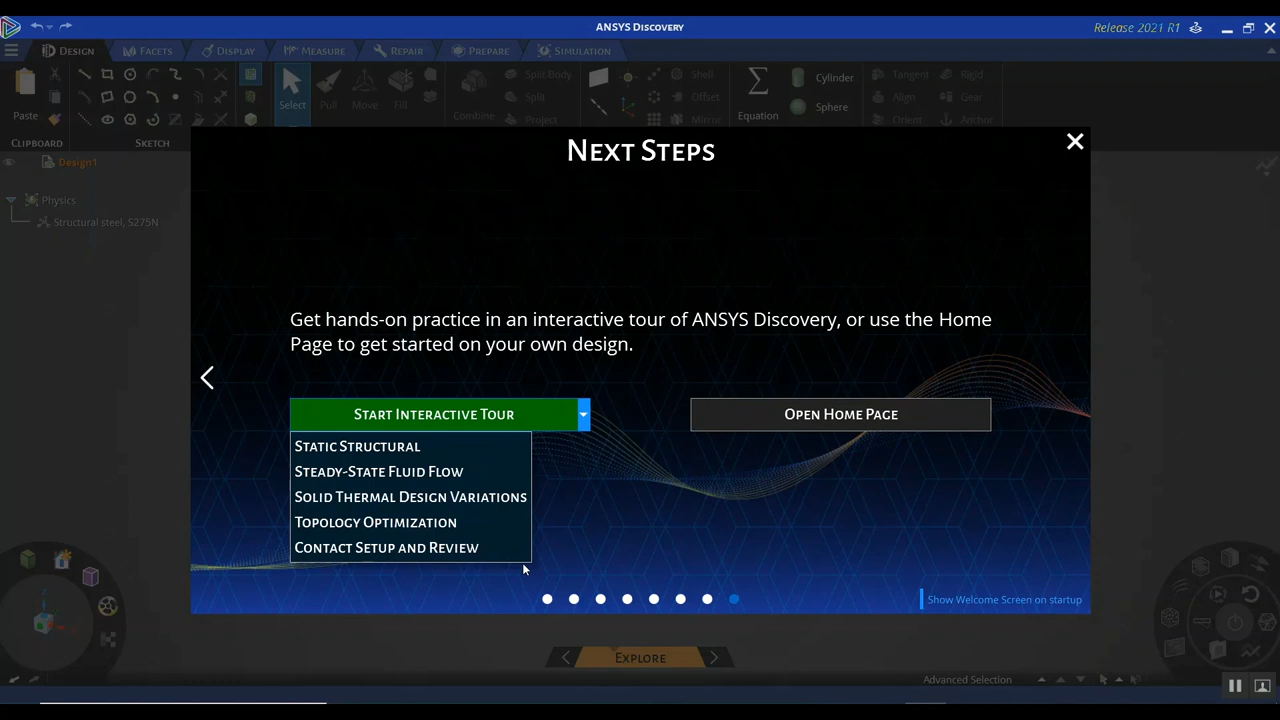 ANSYS DISCOVERY
Release 2021 R1
DESIGN
FACETS
DISPLAY
MEASURE
REPAIR
PREPARE
SIMULATION
Paste
Select
Pull
Move
Fill
Combine
Split Body
Split
Project
Shell
Offset
Mirror
Equation
Cylinder
Sphere
Tangent
Align
Orient
Rigid
Gear
Anchor
CLIPBOARD
SKETCH
Design1
Physics
Structural steel, S275N
NEXT STEPS
Get hands-on practice in an interactive tour of ANSYS Discovery, or use the Home
Page to get started on your own design.
START INTERACTIVE TOUR
OPEN HOME PAGE
STATIC STRUCTURAL
STEADY-STATE FLUID FLOW
SOLID THERMAL DESIGN VARIATIONS
TOPOLOGY OPTIMIZATION
CONTACT SETUP AND REVIEW
Show Welcome Screen on startup
EXPLORE
Advanced Selection